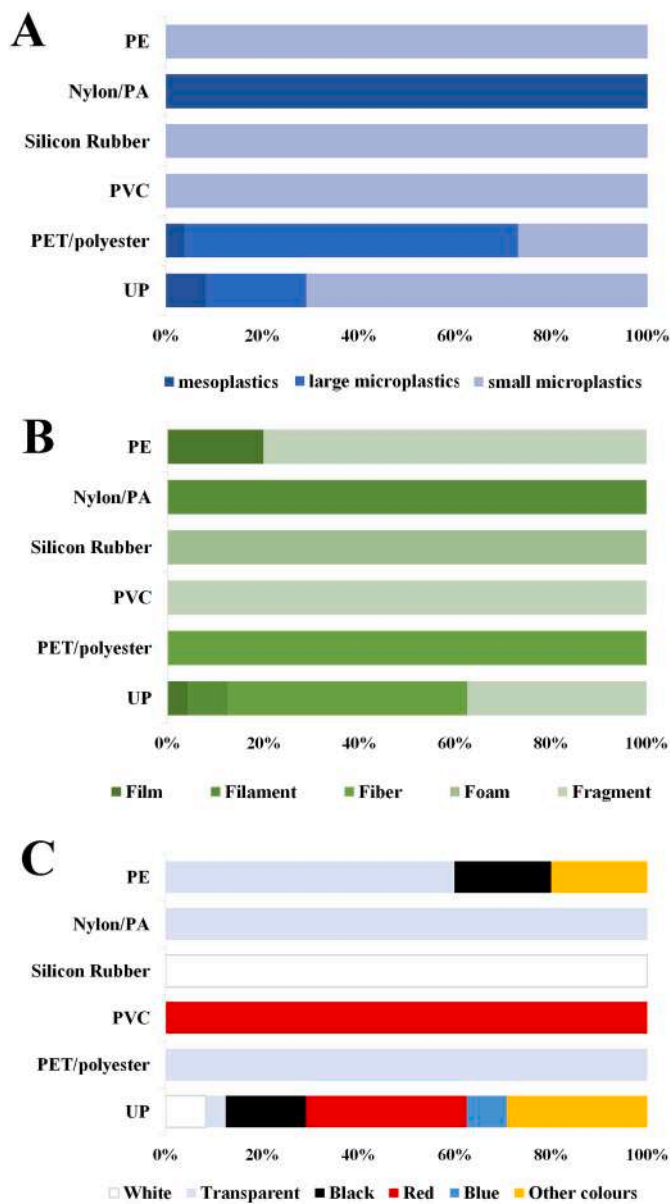 A
PE
Nylon/PA
Silicon Rubber
PVC
PET/polyester
UP
0% 20% 40% 60% 80% 100%
mesoplastics large microplastics small microplastics
B
PE
Nylon/PA
Silicon Rubber
PVC
PET/polyester
UP
0% 20% 40% 60% 80% 100%
Film Filament Fiber Foam Fragment
C
PE
Nylon/PA
Silicon Rubber
PVC
PET/polyester
UP
0% 20% 40% 60% 80% 100%
White Transparent Black Red Blue Other colours